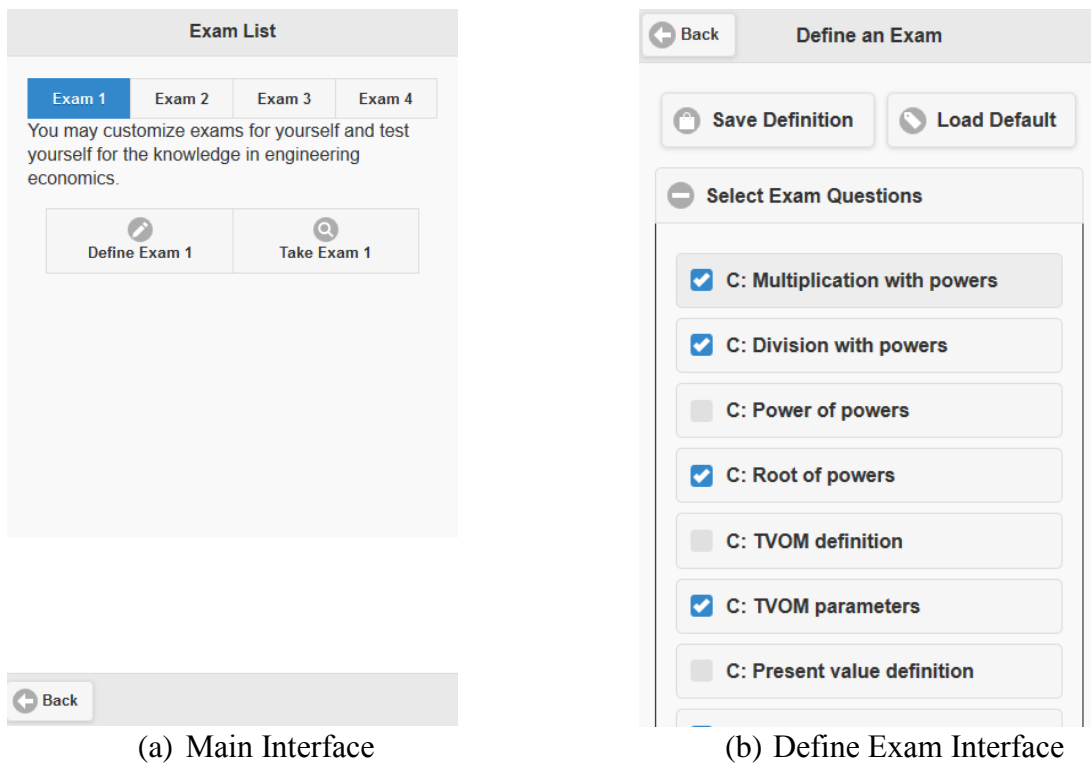 Exam List
Exam 1 Exam 2 Exam 3 Exam 4
You may customize exams for yourself and test
yourself for the knowledge in engineering
economics.
Define Exam 1 Take Exam 1
Back
(a) Main Interface
Back Define an Exam
Save Definition Load Default
Select Exam Questions
C: Multiplication with powers
C: Division with powers
C: Power of powers
C: Root of powers
C: TVOM definition
C: TVOM parameters
C: Present value definition
(b) Define Exam Interface